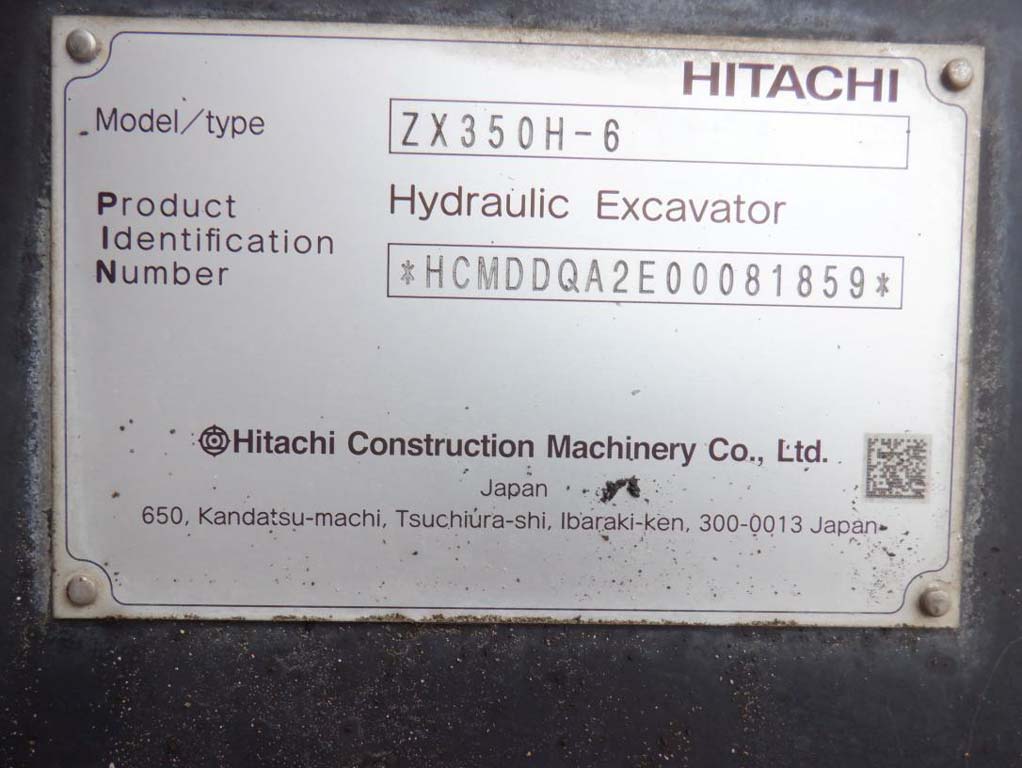 HITACHI
Model/type ZX350H-6
Product Identification Number
Hydraulic Excavator
*HCMDDQA2E00081859*
Hitachi Construction Machinery Co., Ltd.
Japan
650, Kandatsu-machi, Tsuchiura-shi, Ibaraki-ken, 300-0013 Japan